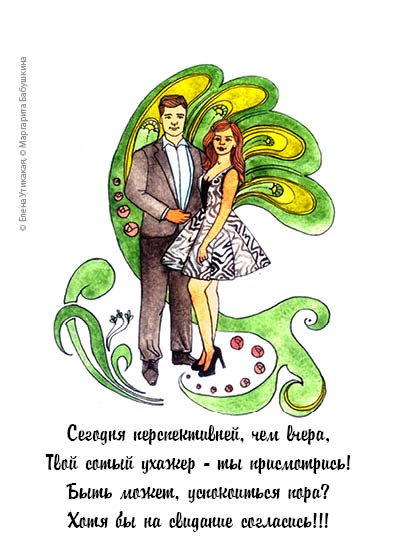 © Елена Утикакая, © Маргарита Бабушкина
Сегодня перспективней, чем вчера,
Твой сотый ухажер - ты присмотрись!
Быть может, успокоиться пора?
Хотя бы на свидание согласись!!!